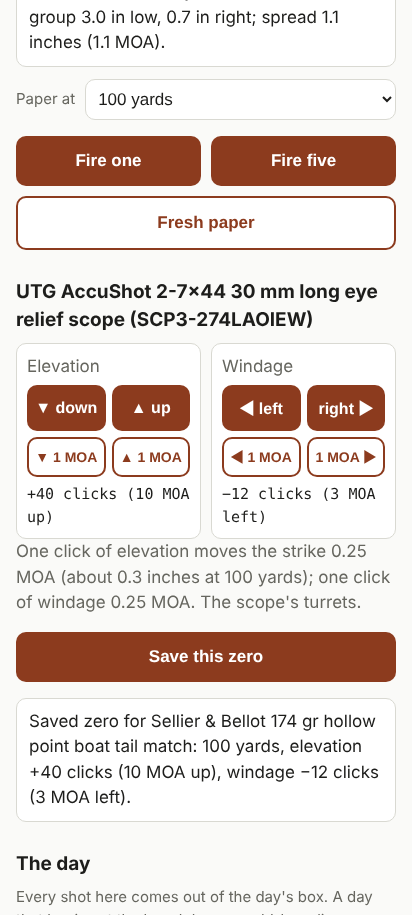 group 3.0 in low, 0.7 in right; spread 1.1
inches (1.1 MOA).
Paper at
100 yards
Fire one
Fire five
Fresh paper
UTG AccuShot 2-7×44 30 mm long eye
relief scope (SCP3-274LAOIEW)
Elevation
▼ down
▲ up
▼ 1 MOA
▲ 1 MOA
+40 clicks (10 MOA
up)
Windage
◀ left
right ▶
◀ 1 MOA
1 MOA ▶
−12 clicks (3 MOA
left)
One click of elevation moves the strike 0.25
MOA (about 0.3 inches at 100 yards); one click
of windage 0.25 MOA. The scope's turrets.
Save this zero
Saved zero for Sellier & Bellot 174 gr hollow
point boat tail match: 100 yards, elevation
+40 clicks (10 MOA up), windage −12 clicks
(3 MOA left).
The day
Every shot here comes out of the day's box. A day